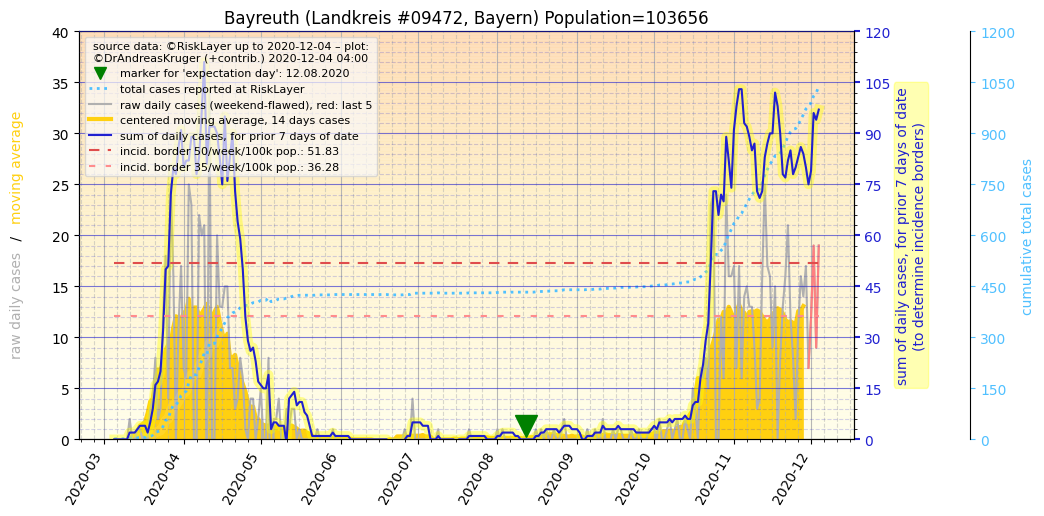 Bayreuth (Landkreis #09472, Bayern) Population=103656
source data: ©RiskLayer up to 2020-12-04 – plot:
©DrAndreasKruger (+contrib.) 2020-12-04 04:00
marker for 'expectation day': 12.08.2020
total cases reported at RiskLayer
raw daily cases (weekend-flawed), red: last 5
centered moving average, 14 days cases
sum of daily cases, for prior 7 days of date
incid. border 50/week/100k pop.: 51.83
incid. border 35/week/100k pop.: 36.28
raw daily cases / moving average
40
35
30
25
20
15
10
5
0
2020-03
2020-04
2020-05
2020-06
2020-07
2020-08
2020-09
2020-10
2020-11
2020-12
120
105
90
75
60
45
30
15
0
sum of daily cases, for prior 7 days of date
(to determine incidence borders)
1200
1050
900
750
600
450
300
150
0
cumulative total cases